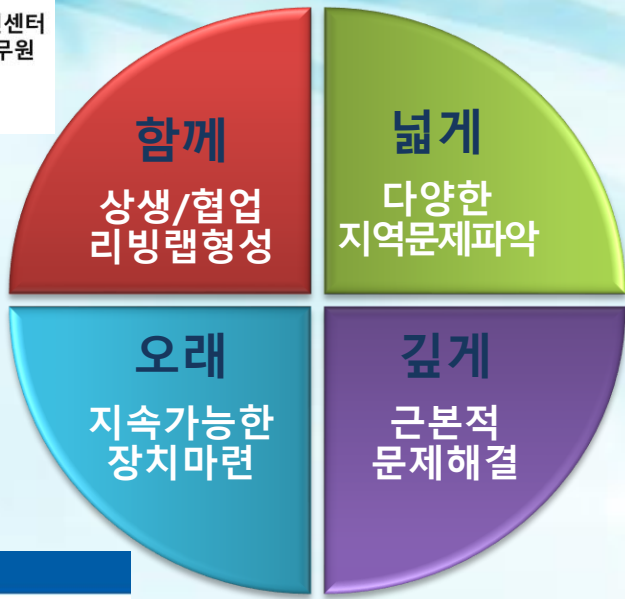 센터
무원
함께
상생/협업
리빙랩형성
넓게
다양한
지역문제파악
오래
지속가능한
장치마련
깊게
근본적
문제해결